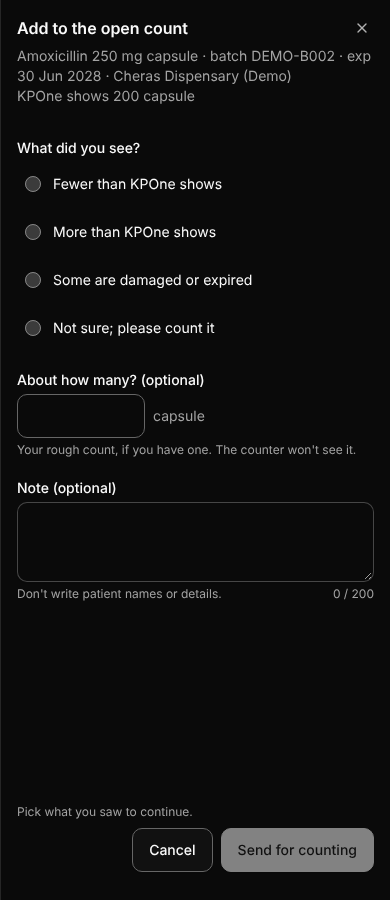 Add to the open count
Amoxicillin 250 mg capsule · batch DEMO-B002 · exp
30 Jun 2028 · Cheras Dispensary (Demo)
KPOne shows 200 capsule
What did you see?
Fewer than KPOne shows
More than KPOne shows
Some are damaged or expired
Not sure; please count it
About how many? (optional)
capsule
Your rough count, if you have one. The counter won't see it.
Note (optional)
Don't write patient names or details. 0 / 200
Pick what you saw to continue.
Cancel Send for counting